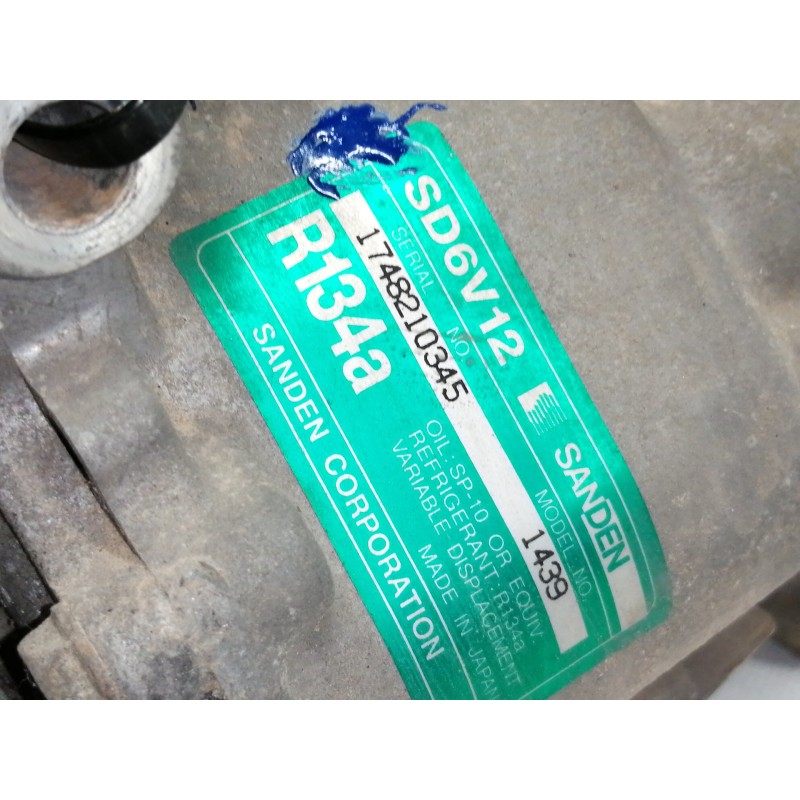 SD6V12 SANDEN
SERIAL NO. MODEL NO.
1748210345 1439
R134a
OIL: SP-10 OR EQUIV.
REFRIGERANT: R134a
VARIABLE DISPLACEMENT
MADE IN JAPAN
SANDEN CORPORATION